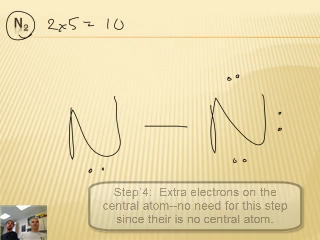 N₂ 2x5 = 10
N — N
Step 4: Extra electrons on the
central atom--no need for this step
since their is no central atom.